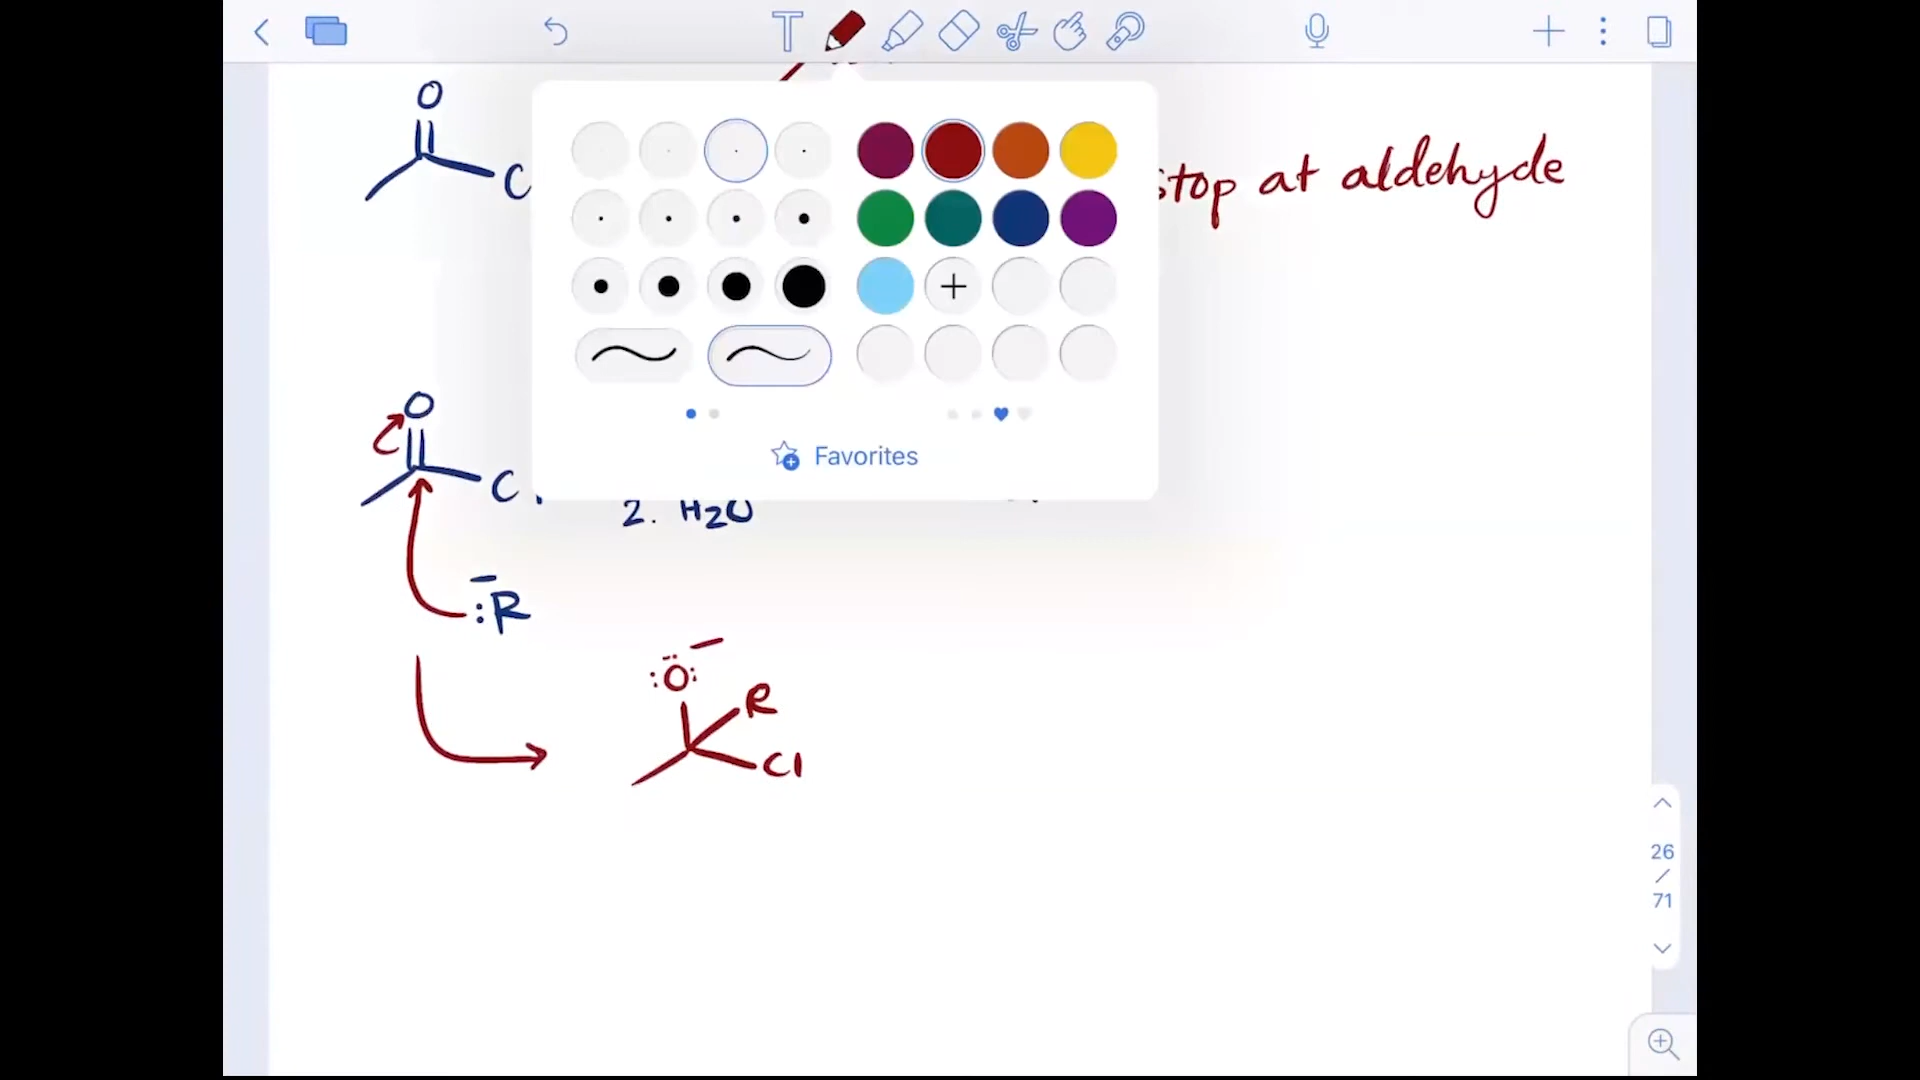 T
O
C
stop at aldehyde
Favorites
O
C
2. H2O
:R
:O:
R
Cl
26
/
71